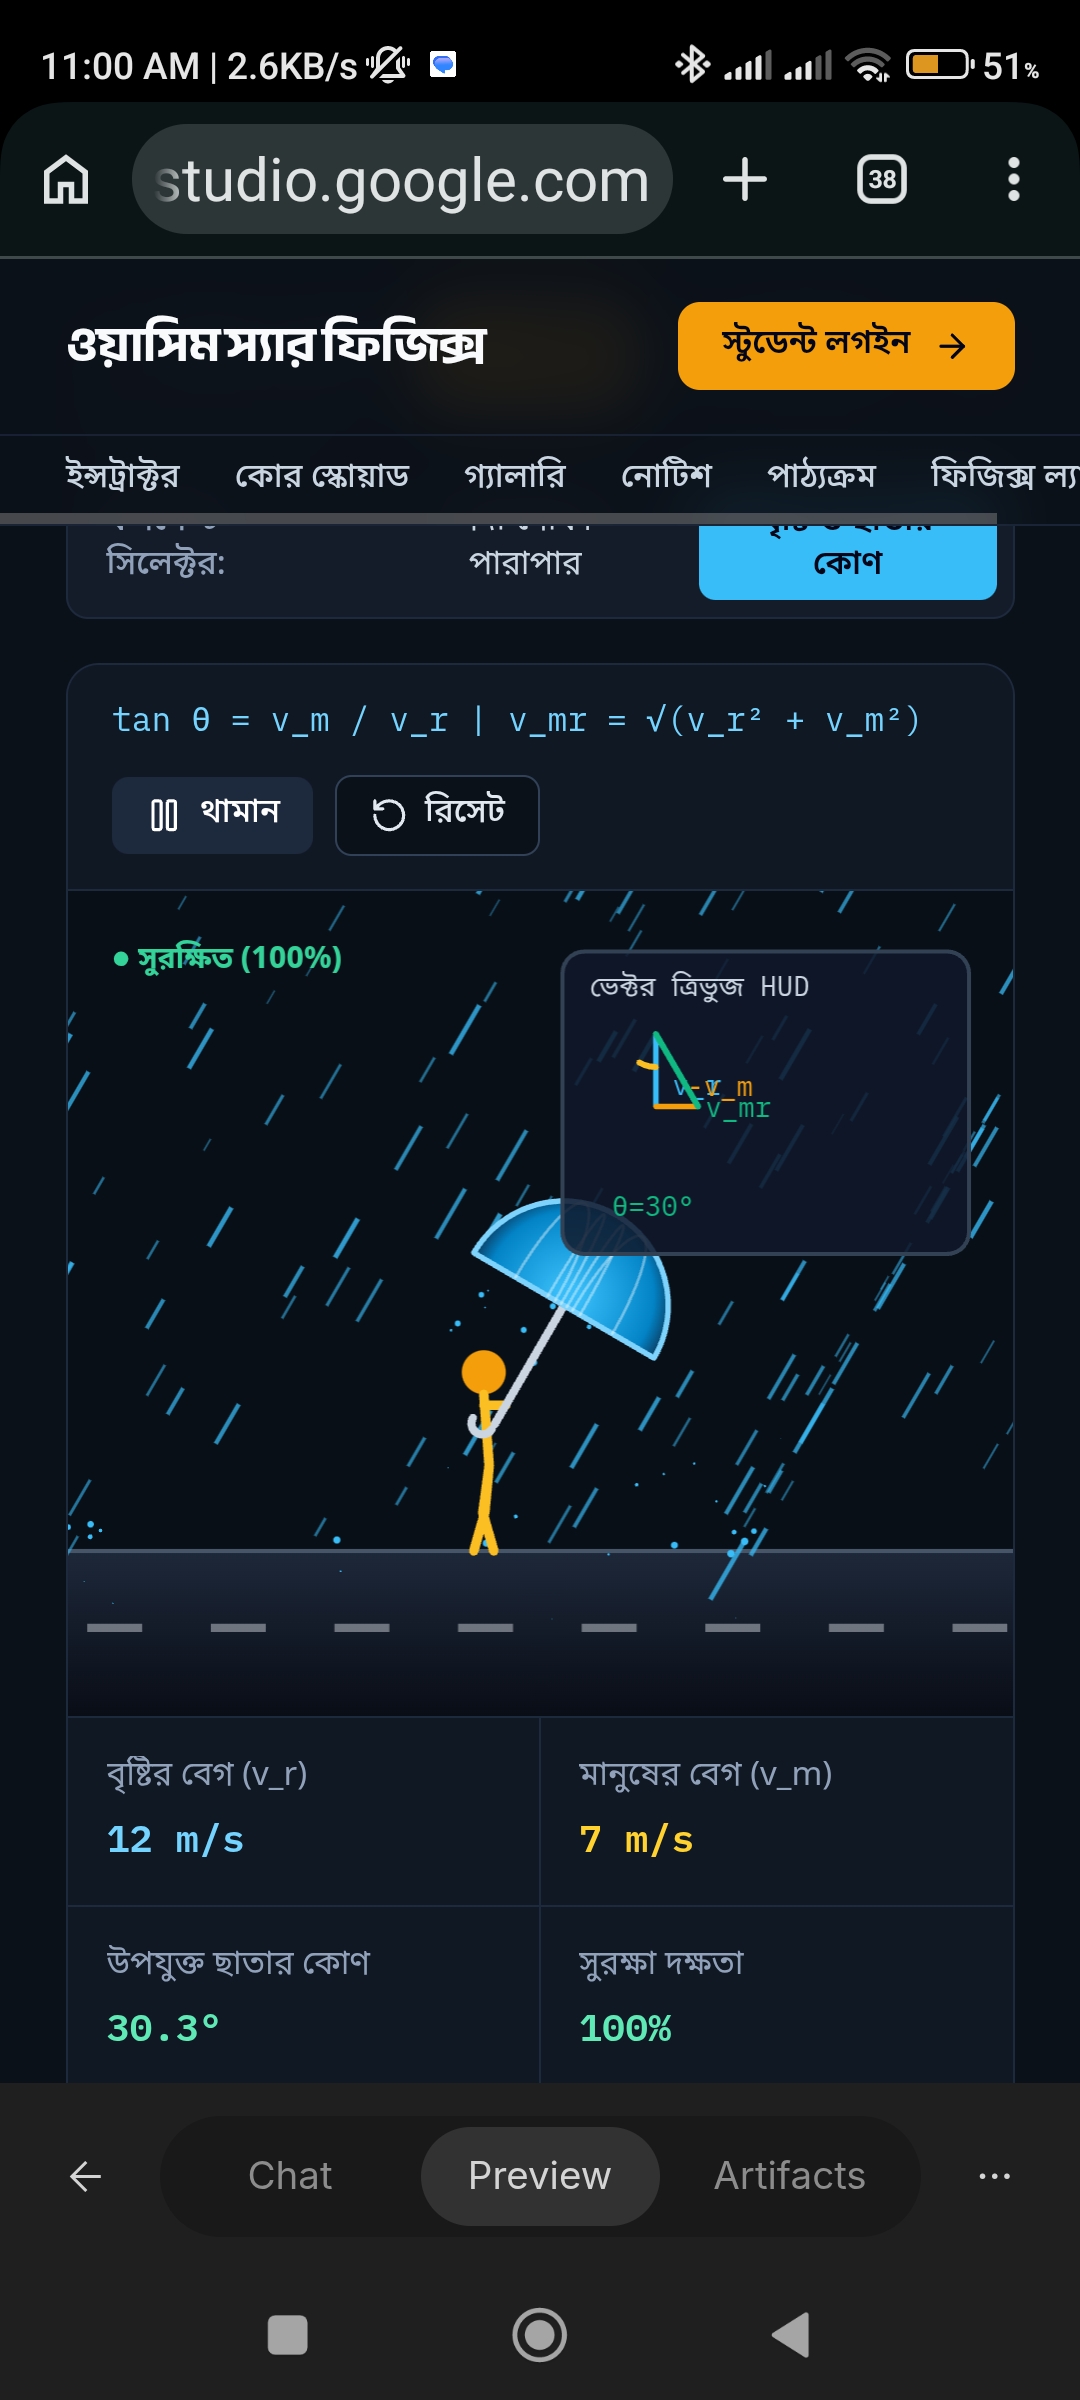 11:00 AM | 2.6KB/s
51%
studio.google.com
38
ওয়াসিম স্যার ফিজিক্স
স্টুডেন্ট লগইন →
ইন্সট্রাক্টর কোর স্কোয়াড গ্যালারি নোটিশ পাঠ্যক্রম ফিজিক্স
সিলেক্টর:
পারাপার
কোণ
tan θ = v_m / v_r | v_mr = √(v_r² + v_m²)
থামান
রিসেট
● সুরক্ষিত (100%)
ভেক্টর ত্রিভুজ HUD
v_m
v_mr
θ=30°
বৃষ্টির বেগ (v_r)
12 m/s
মানুষের বেগ (v_m)
7 m/s
উপযুক্ত ছাতার কোণ
30.3°
সুরক্ষা দক্ষতা
100%
Chat
Preview
Artifacts